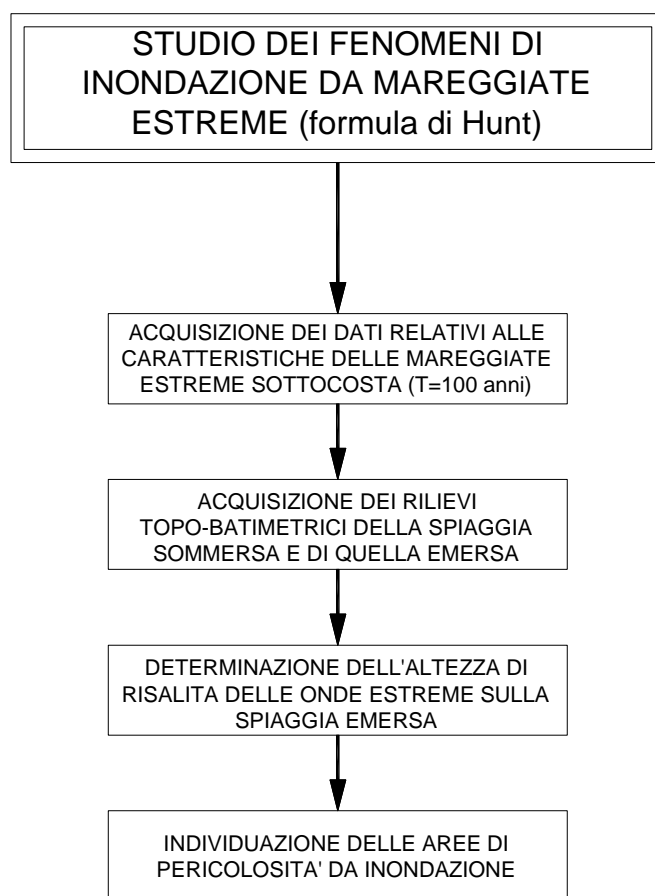 STUDIO DEI FENOMENI DI
INONDAZIONE DA MAREGGIATE
ESTREME (formula di Hunt)
ACQUISIZIONE DEI DATI RELATIVI ALLE
CARATTERISTICHE DELLE MAREGGIATE
ESTREME SOTTOCOSTA (T=100 anni)
ACQUISIZIONE DEI RILIEVI
TOPO-BATIMETRICI DELLA SPIAGGIA
SOMMERSA E DI QUELLA EMERSA
DETERMINAZIONE DELL'ALTEZZA DI
RISALITA DELLE ONDE ESTREME SULLA
SPIAGGIA EMERSA
INDIVIDUAZIONE DELLE AREE DI
PERICOLOSITA' DA INONDAZIONE